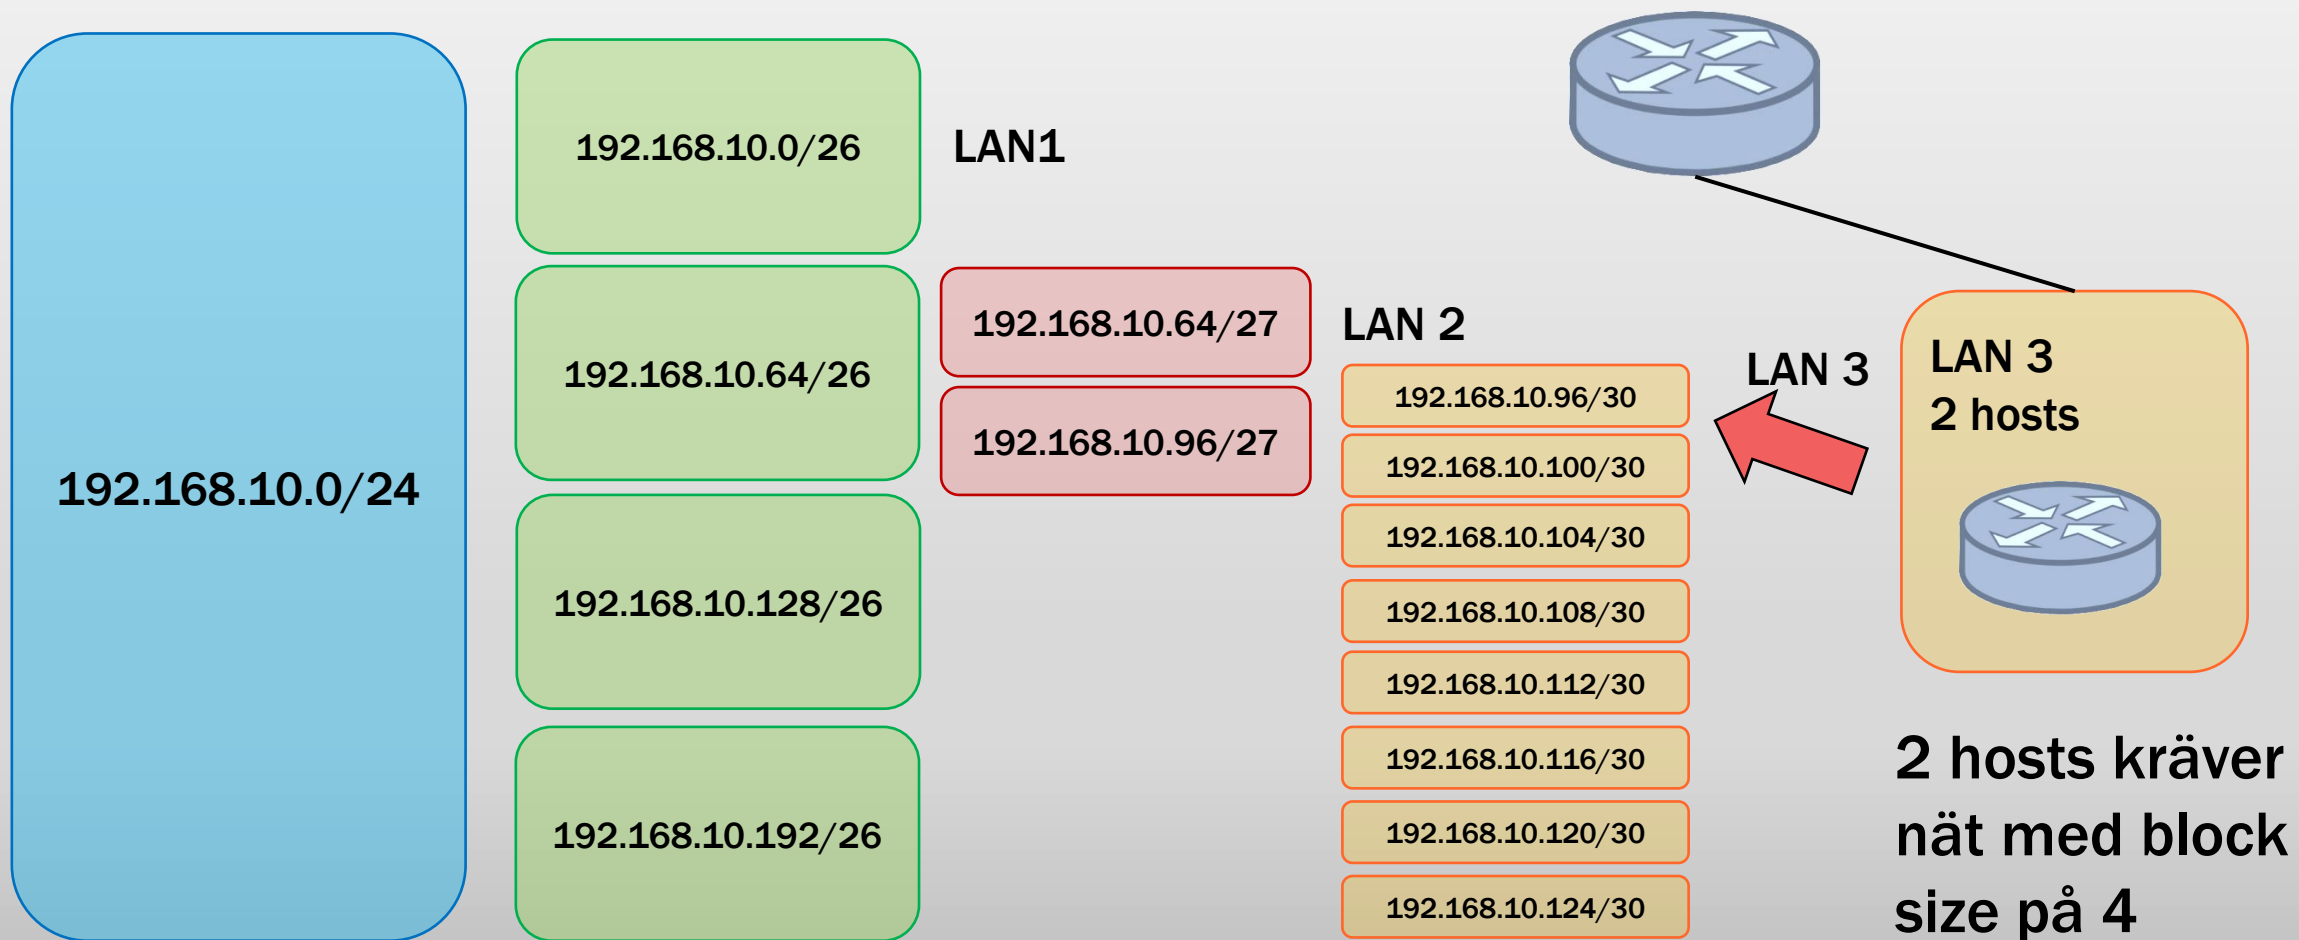 192.168.10.0/24
192.168.10.0/26
LAN1
192.168.10.64/26
192.168.10.128/26
192.168.10.192/26
192.168.10.64/27
192.168.10.96/27
LAN 2
192.168.10.96/30
192.168.10.100/30
192.168.10.104/30
192.168.10.108/30
192.168.10.112/30
192.168.10.116/30
192.168.10.120/30
192.168.10.124/30
LAN 3
LAN 3
2 hosts
2 hosts kräver
nät med block
size på 4